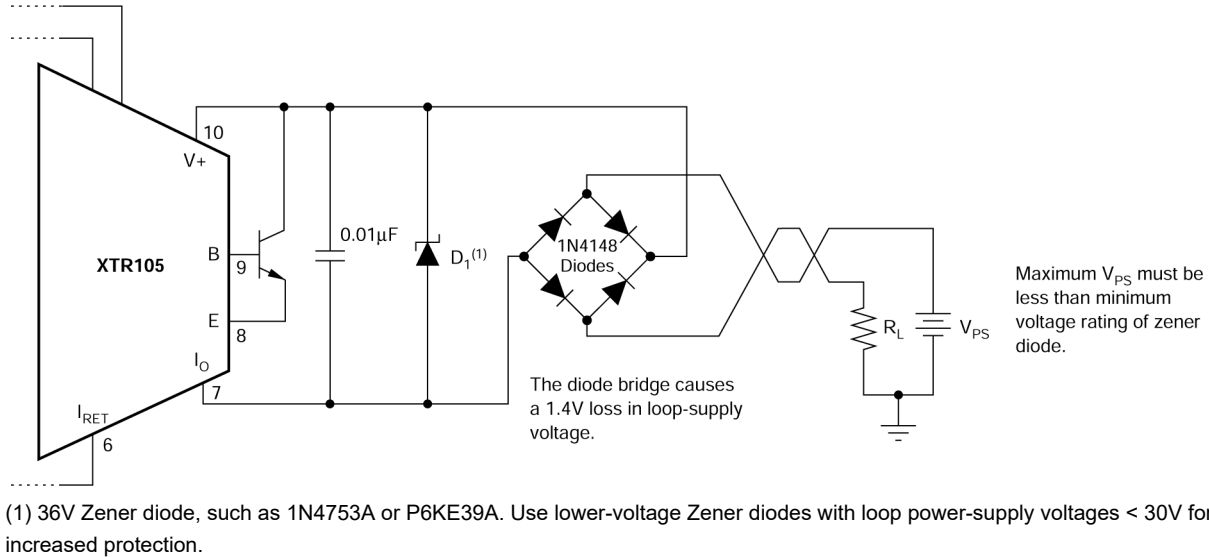 10
V+
0.01μF
1N4148
Diodes
D1(1)
B
9
XTR105
Maximum VPS must be
less than minimum
voltage rating of zener
diode.
E
8
RL
VPS
IO
7
The diode bridge causes
a 1.4V loss in loop-supply
voltage.
IRET
6
(1) 36V Zener diode, such as 1N4753A or P6KE39A. Use lower-voltage Zener diodes with loop power-supply voltages < 30V for
increased protection.